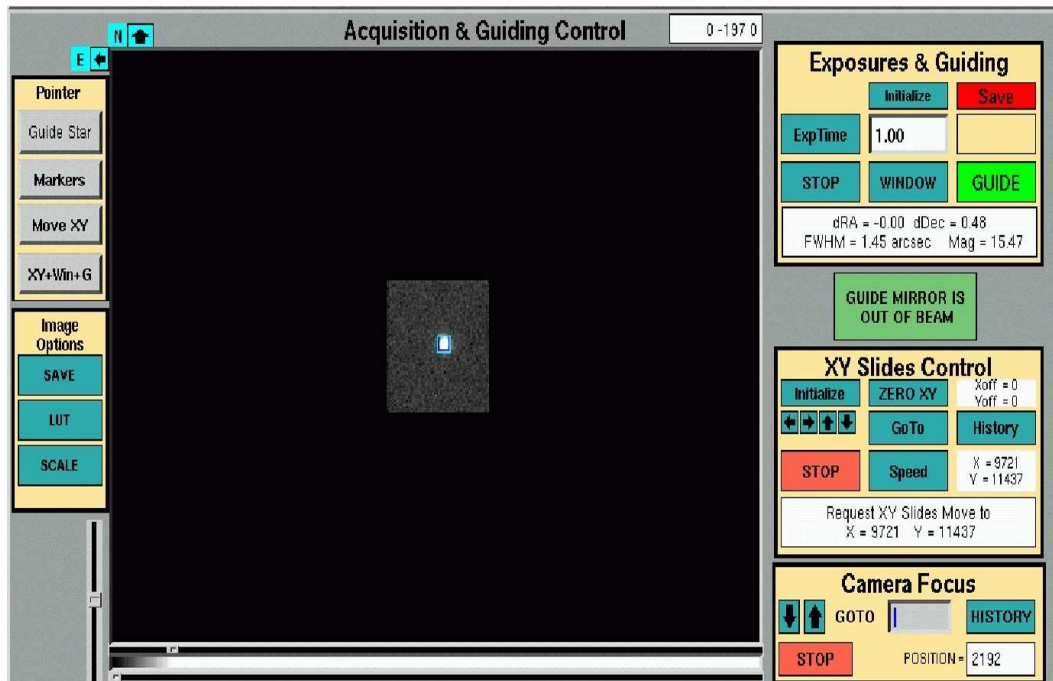 N
Acquisition & Guiding Control
0 -197 0
E
Pointer
Guide Star
Markers
Move XY
XY+Win+G
Image
Options
SAVE
LUT
SCALE
Exposures & Guiding
Initialize
Save
ExpTime
1.00
STOP
WINDOW
GUIDE
dRA = -0.00 dDec = 0.48
FWHM = 1.45 arcsec Mag = 15.47
GUIDE MIRROR IS
OUT OF BEAM
XY Slides Control
Initialize
ZERO XY
Xoff = 0
Yoff = 0
GoTo
History
STOP
Speed
X = 9721
Y = 11437
Request XY Slides Move to
X = 9721 Y = 11437
Camera Focus
GOTO
HISTORY
STOP
POSITION = 2192